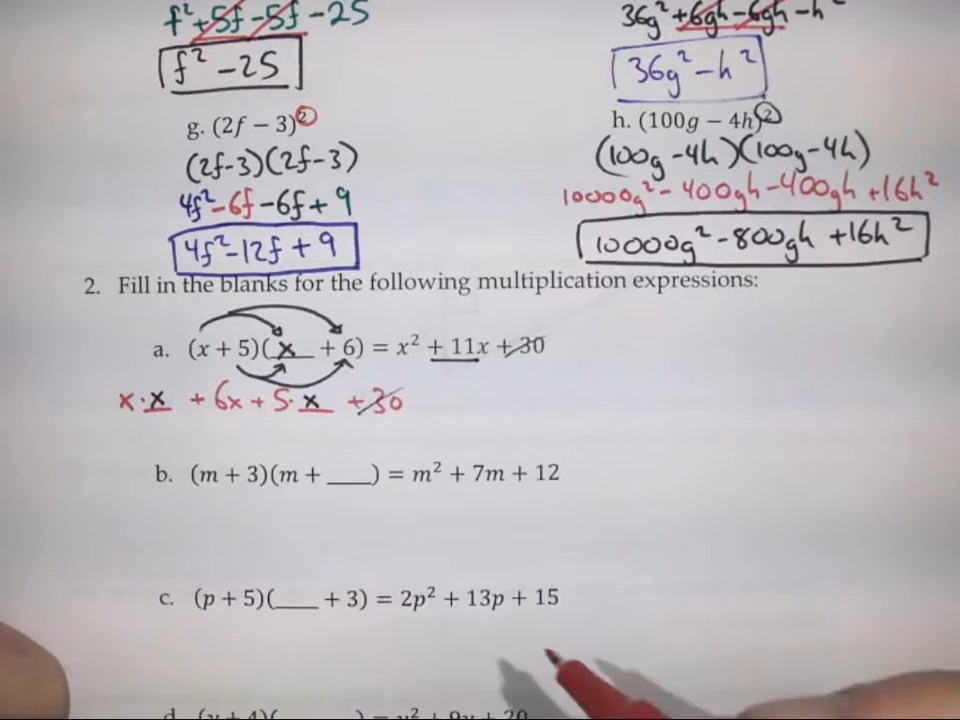 f² + 5f - 5f - 25
f² - 25
36g² + 6gh - 6gh - h²
36g² - h²
g. (2f − 3)²
(2f-3)(2f-3)
4f² - 6f - 6f + 9
4f² - 12f + 9
h. (100g − 4h)²
(100g - 4h)(100g - 4h)
10000g² - 400gh - 400gh + 16h²
10000g² - 800gh + 16h²
2. Fill in the blanks for the following multiplication expressions:
a. (x + 5)(_x_ + 6) = x² + 11x + 30
x·x + 6x + 5·x + 30
b. (m + 3)(m + ___) = m² + 7m + 12
c. (p + 5)(___ + 3) = 2p² + 13p + 15